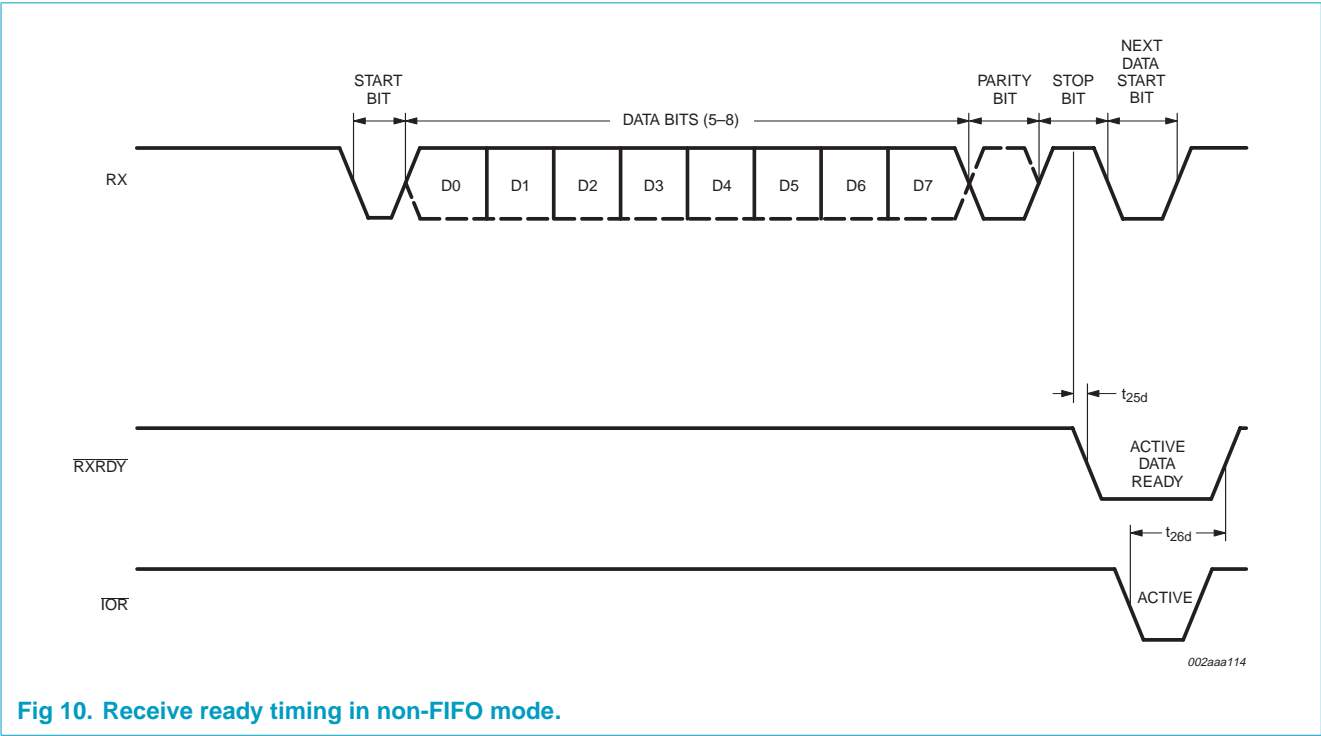 START
BIT
DATA BITS (5–8)
PARITY
BIT
STOP
BIT
NEXT
DATA
START
BIT
RX
D0 D1 D2 D3 D4 D5 D6 D7
t25d
RXRDY
ACTIVE
DATA
READY
t26d
IOR
ACTIVE
002aaa114
Fig 10. Receive ready timing in non-FIFO mode.